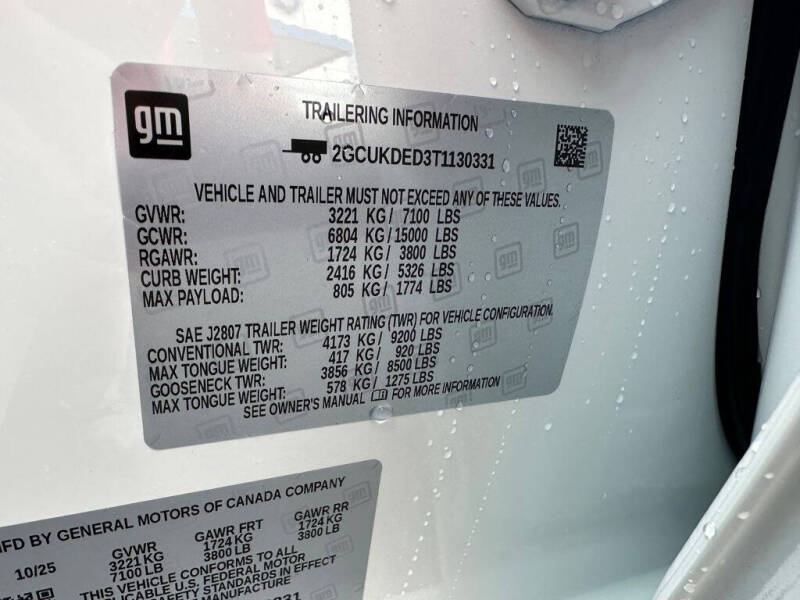 gm
TRAILERING INFORMATION
2GCUKDED3T1130331
VEHICLE AND TRAILER MUST NOT EXCEED ANY OF THESE VALUES.
GVWR: 3221 KG / 7100 LBS
GCWR: 6804 KG / 15000 LBS
RGAWR: 1724 KG / 3800 LBS
CURB WEIGHT: 2416 KG / 5326 LBS
MAX PAYLOAD: 805 KG / 1774 LBS
SAE J2807 TRAILER WEIGHT RATING (TWR) FOR VEHICLE CONFIGURATION.
CONVENTIONAL TWR: 4173 KG / 9200 LBS
MAX TONGUE WEIGHT: 417 KG / 920 LBS
GOOSENECK TWR: 3856 KG / 8500 LBS
MAX TONGUE WEIGHT: 578 KG / 1275 LBS
SEE OWNER'S MANUAL FOR MORE INFORMATION
MFD BY GENERAL MOTORS OF CANADA COMPANY
10/25 GVWR GAWR FRT GAWR RR
3221 KG 1724 KG 1724 KG
7100 LB 3800 LB 3800 LB
THIS VEHICLE CONFORMS TO ALL
APPLICABLE U.S. FEDERAL MOTOR
SAFETY STANDARDS IN EFFECT